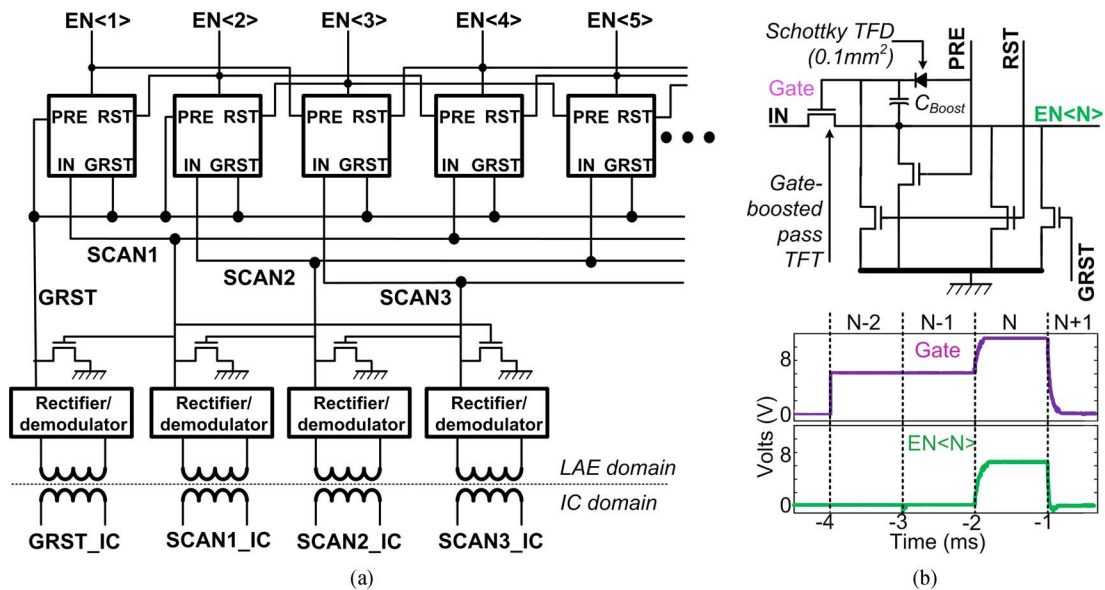 (a)
EN<1> EN<2> EN<3> EN<4> EN<5>
PRE RST PRE RST PRE RST PRE RST PRE RST
IN GRST IN GRST IN GRST IN GRST IN GRST
SCAN1
SCAN2
GRST
SCAN3
Rectifier/ Rectifier/ Rectifier/ Rectifier/
demodulator demodulator demodulator demodulator
LAE domain
IC domain
GRST_IC SCAN1_IC SCAN2_IC SCAN3_IC
(b)
Schottky TFD
(0.1mm²)
PRE
RST
Gate
CBoost
IN
EN<N>
Gate-
boosted
pass
TFT
GRST
N-2 N-1 N N+1
Gate
8
0
EN<N>
8
0
Volts (V)
-4 -3 -2 -1
Time (ms)